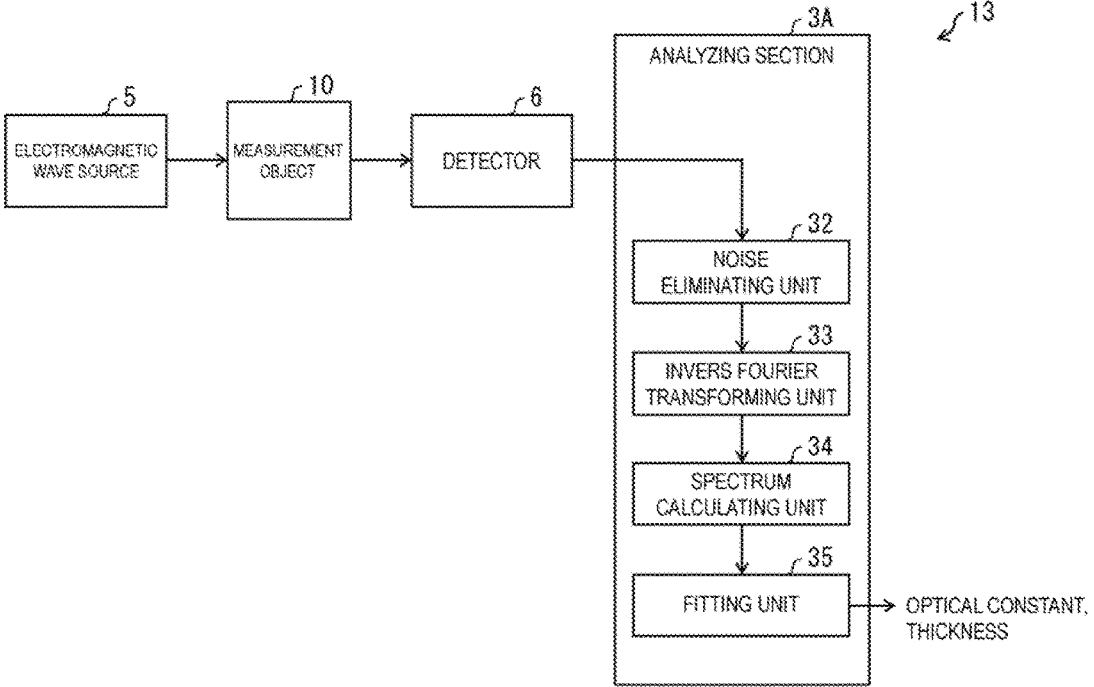 13
3A
ANALYZING SECTION
5
ELECTROMAGNETIC
WAVE SOURCE
10
MEASUREMENT
OBJECT
6
DETECTOR
32
NOISE
ELIMINATING UNIT
33
INVERS FOURIER
TRANSFORMING UNIT
34
SPECTRUM
CALCULATING UNIT
35
FITTING UNIT
OPTICAL CONSTANT,
THICKNESS